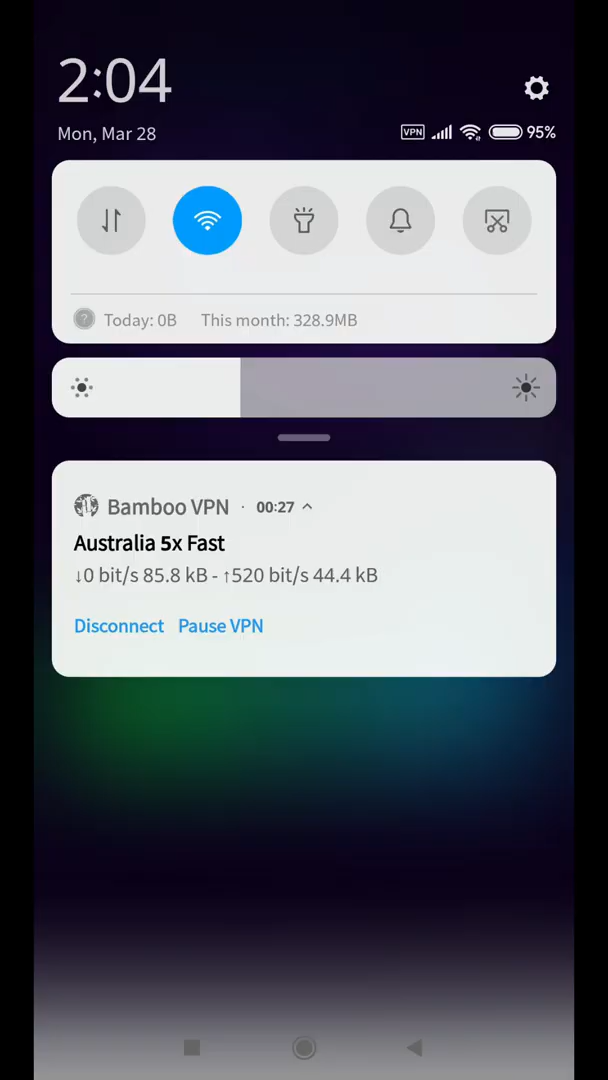 2:04
Mon, Mar 28
VPN 95%
Today: 0B This month: 328.9MB
Bamboo VPN · 00:27
Australia 5x Fast
↓0 bit/s 85.8 kB - ↑520 bit/s 44.4 kB
Disconnect Pause VPN